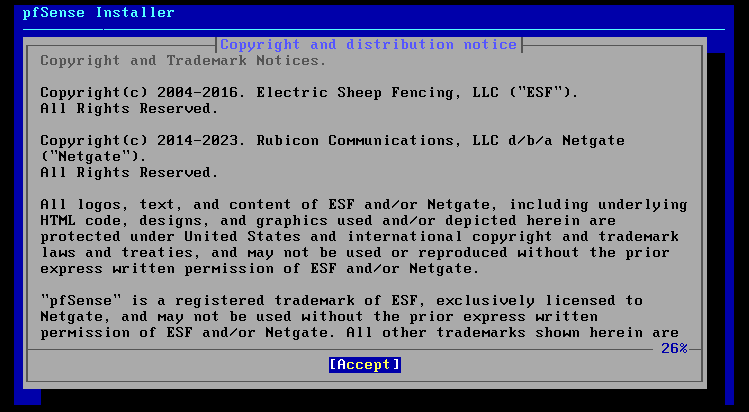 pfSense Installer
Copyright and distribution notice
Copyright and Trademark Notices.
Copyright(c) 2004-2016. Electric Sheep Fencing, LLC ("ESF").
All Rights Reserved.
Copyright(c) 2014-2023. Rubicon Communications, LLC d/b/a Netgate
("Netgate").
All Rights Reserved.
All logos, text, and content of ESF and/or Netgate, including underlying
HTML code, designs, and graphics used and/or depicted herein are
protected under United States and international copyright and trademark
laws and treaties, and may not be used or reproduced without the prior
express written permission of ESF and/or Netgate.
"pfSense" is a registered trademark of ESF, exclusively licensed to
Netgate, and may not be used without the prior express written
permission of ESF and/or Netgate. All other trademarks shown herein are
26%
[Accept]